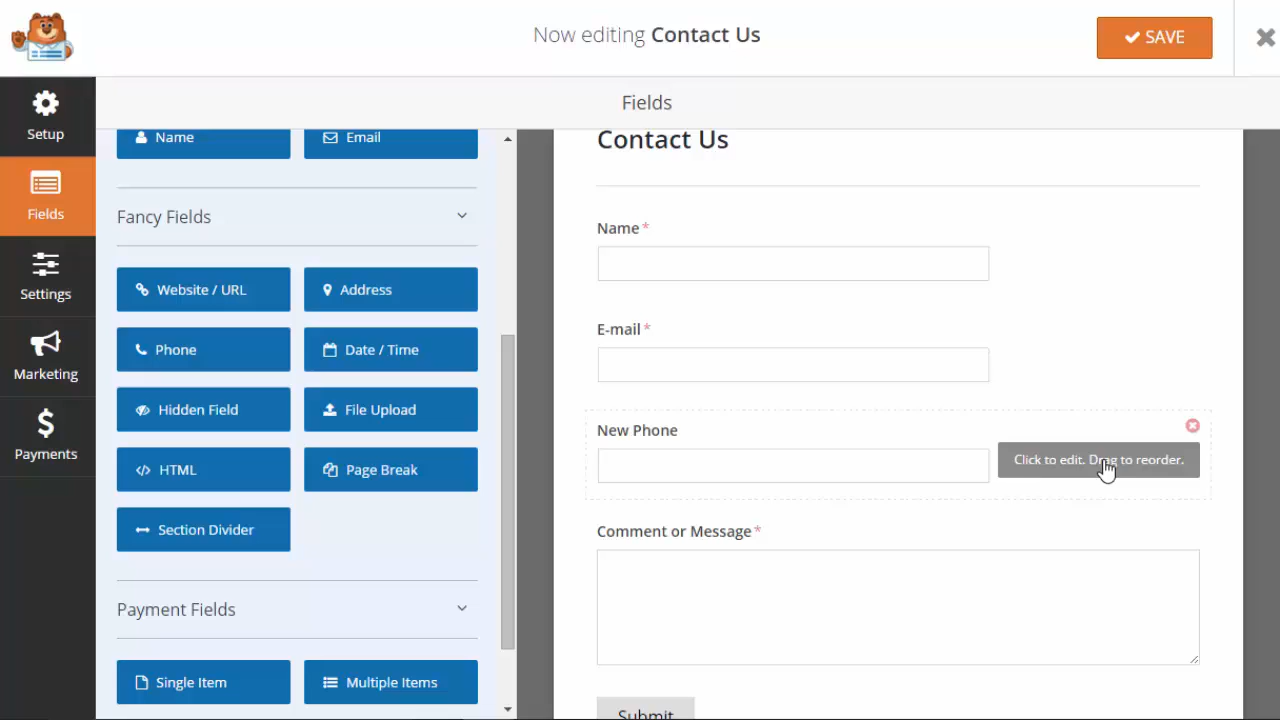 Now editing Contact Us
SAVE
Setup
Fields
Settings
Marketing
Payments
Fields
Name
Email
Fancy Fields
Website / URL
Address
Phone
Date / Time
Hidden Field
File Upload
HTML
Page Break
Section Divider
Payment Fields
Single Item
Multiple Items
Contact Us
Name *
E-mail *
New Phone
Click to edit. Drag to reorder.
Comment or Message *
Submit